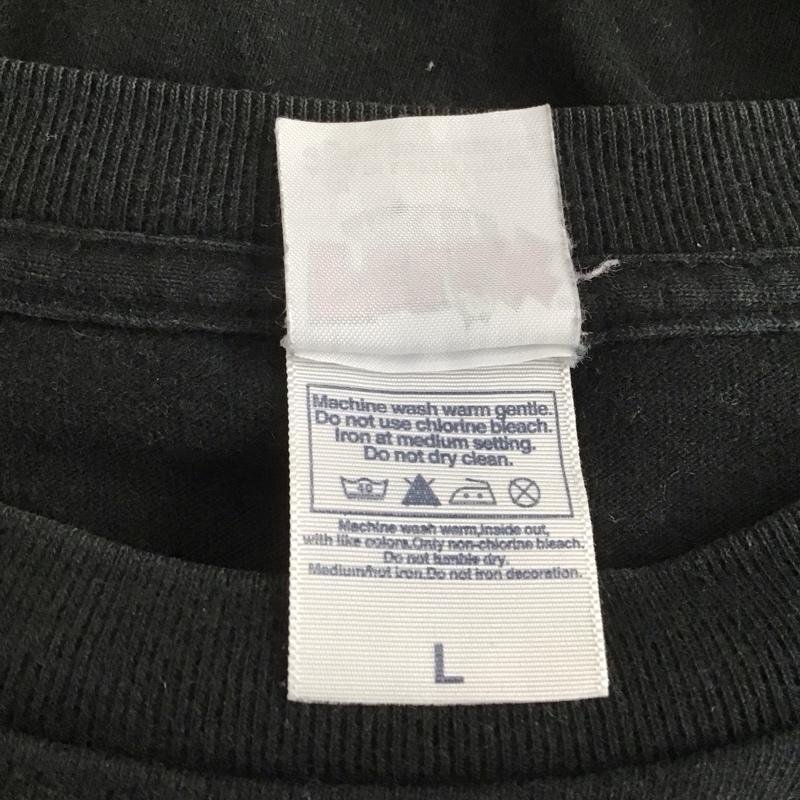 Machine wash warm gentle.
Do not use chlorine bleach.
Iron at medium setting.
Do not dry clean.
40
Machine wash warm,inside out,
with like colors.Only non-chlorine bleach.
Do not tumble dry.
Medium/hot iron.Do not iron decoration.
L